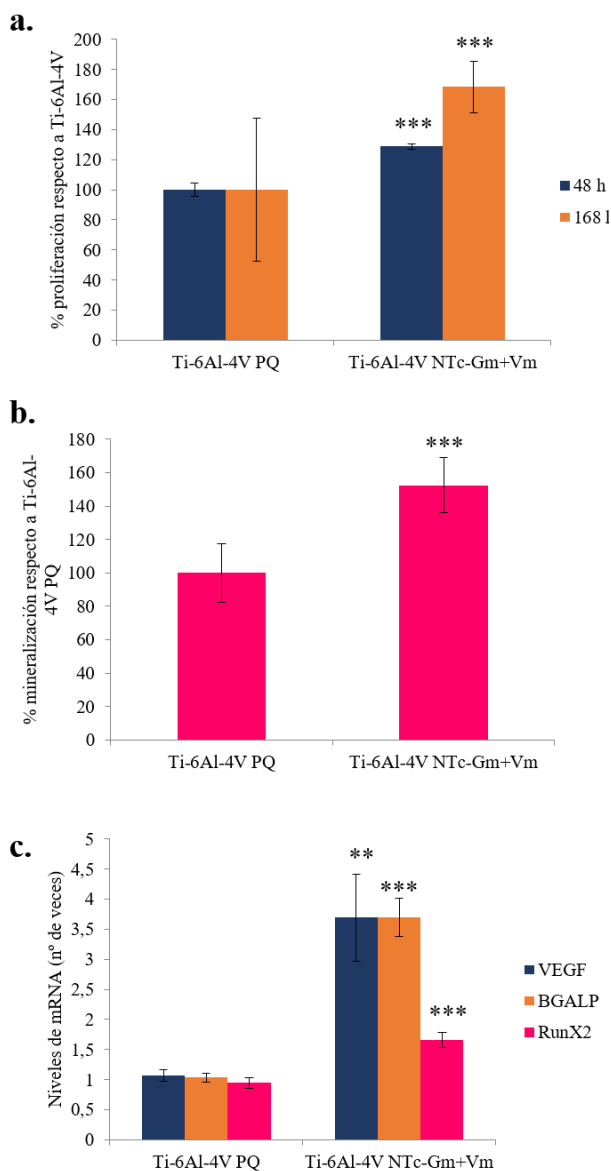 a.
% proliferación respecto a Ti-6Al-4V
200
180
160
140
120
100
80
60
40
20
0
***
***
48 h
168 h
Ti-6Al-4V PQ
Ti-6Al-4V NTc-Gm+Vm
b.
% mineralización respecto a Ti-6Al-
4V PQ
180
160
140
120
100
80
60
40
20
0
***
Ti-6Al-4V PQ
Ti-6Al-4V NTc-Gm+Vm
c.
Niveles de mRNA (nº de veces)
5
4,5
4
3,5
3
2,5
2
1,5
1
0,5
0
**
***
***
VEGF
BGALP
RunX2
Ti-6Al-4V PQ
Ti-6Al-4V NTc-Gm+Vm